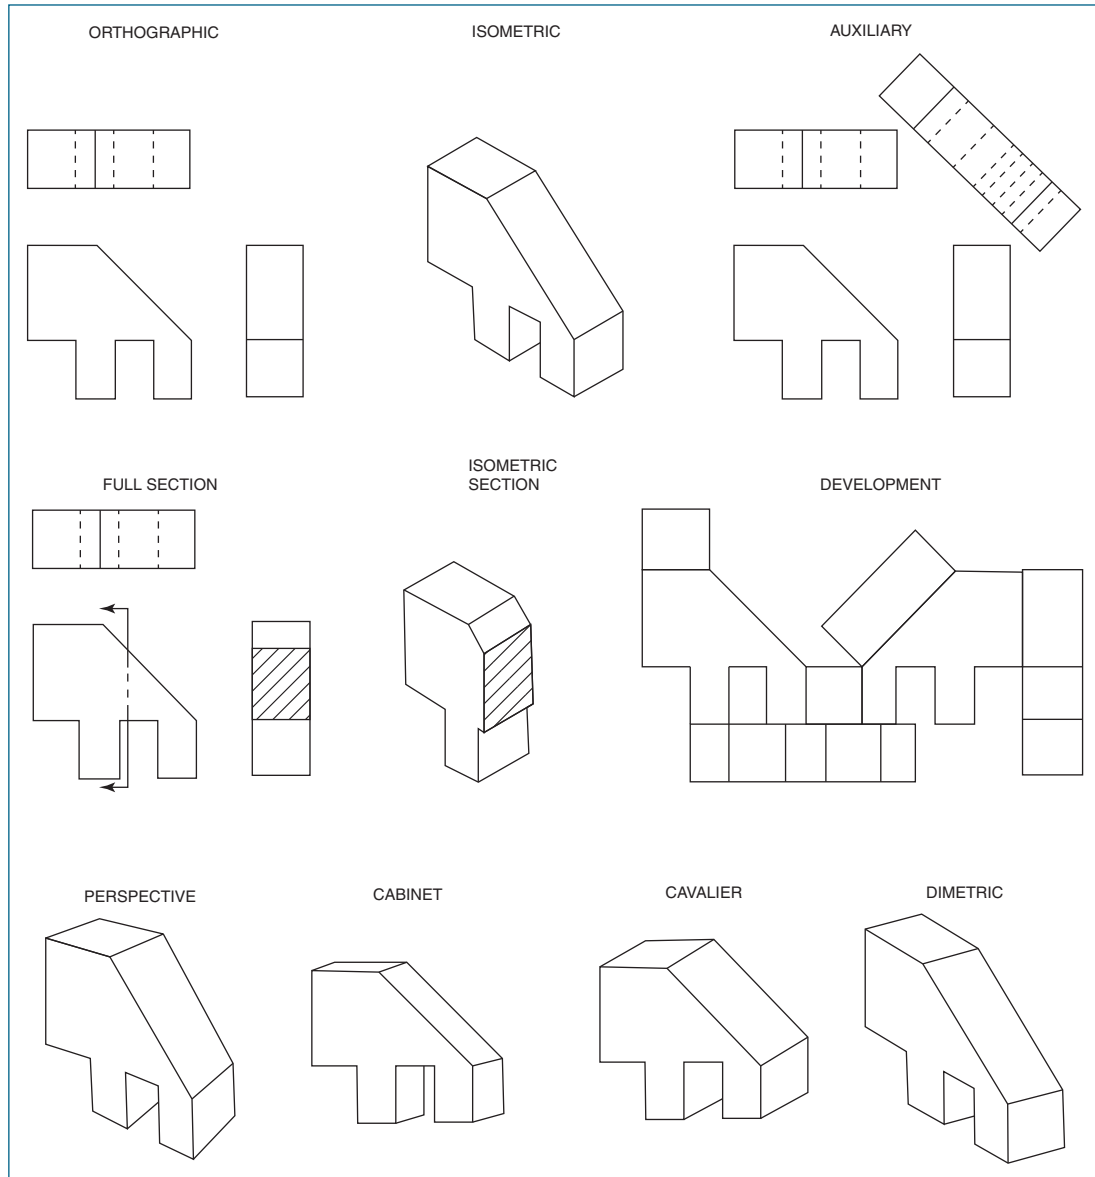 ORTHOGRAPHIC
ISOMETRIC
AUXILIARY
FULL SECTION
ISOMETRIC
SECTION
DEVELOPMENT
PERSPECTIVE
CABINET
CAVALIER
DIMETRIC